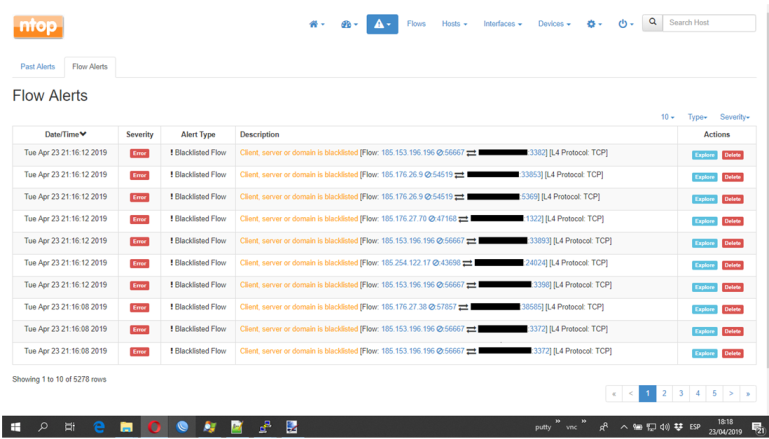 ntop
Flows Hosts Interfaces Devices Search Host
Past Alerts Flow Alerts
Flow Alerts
10 Type Severity
Date/Time Severity Alert Type Description Actions
Tue Apr 23 21:16:12 2019 Error ! Blacklisted Flow Client, server or domain is blacklisted [Flow: 185.153.196.196 :56667 :3382] [L4 Protocol: TCP] Explore Delete
Tue Apr 23 21:16:12 2019 Error ! Blacklisted Flow Client, server or domain is blacklisted [Flow: 185.176.26.9 :54519 33853] [L4 Protocol: TCP] Explore Delete
Tue Apr 23 21:16:12 2019 Error ! Blacklisted Flow Client, server or domain is blacklisted [Flow: 185.176.26.9 :54519 :5369] [L4 Protocol: TCP] Explore Delete
Tue Apr 23 21:16:12 2019 Error ! Blacklisted Flow Client, server or domain is blacklisted [Flow: 185.176.27.70 :47168 :1322] [L4 Protocol: TCP] Explore Delete
Tue Apr 23 21:16:12 2019 Error ! Blacklisted Flow Client, server or domain is blacklisted [Flow: 185.153.196.196 :56667 :33893] [L4 Protocol: TCP] Explore Delete
Tue Apr 23 21:16:12 2019 Error ! Blacklisted Flow Client, server or domain is blacklisted [Flow: 185.254.122.17 :43698 :24024] [L4 Protocol: TCP] Explore Delete
Tue Apr 23 21:16:12 2019 Error ! Blacklisted Flow Client, server or domain is blacklisted [Flow: 185.153.196.196 :56667 :3398] [L4 Protocol: TCP] Explore Delete
Tue Apr 23 21:16:08 2019 Error ! Blacklisted Flow Client, server or domain is blacklisted [Flow: 185.176.27.38 :57857 :38585] [L4 Protocol: TCP] Explore Delete
Tue Apr 23 21:16:08 2019 Error ! Blacklisted Flow Client, server or domain is blacklisted [Flow: 185.153.196.196 :56667 :3372] [L4 Protocol: TCP] Explore Delete
Tue Apr 23 21:16:08 2019 Error ! Blacklisted Flow Client, server or domain is blacklisted [Flow: 185.153.196.196 :56667 :3372] [L4 Protocol: TCP] Explore Delete
Showing 1 to 10 of 5278 rows
« < 1 2 3 4 5 > »
putty » vnc » ESP 18:18
23/04/2019 21